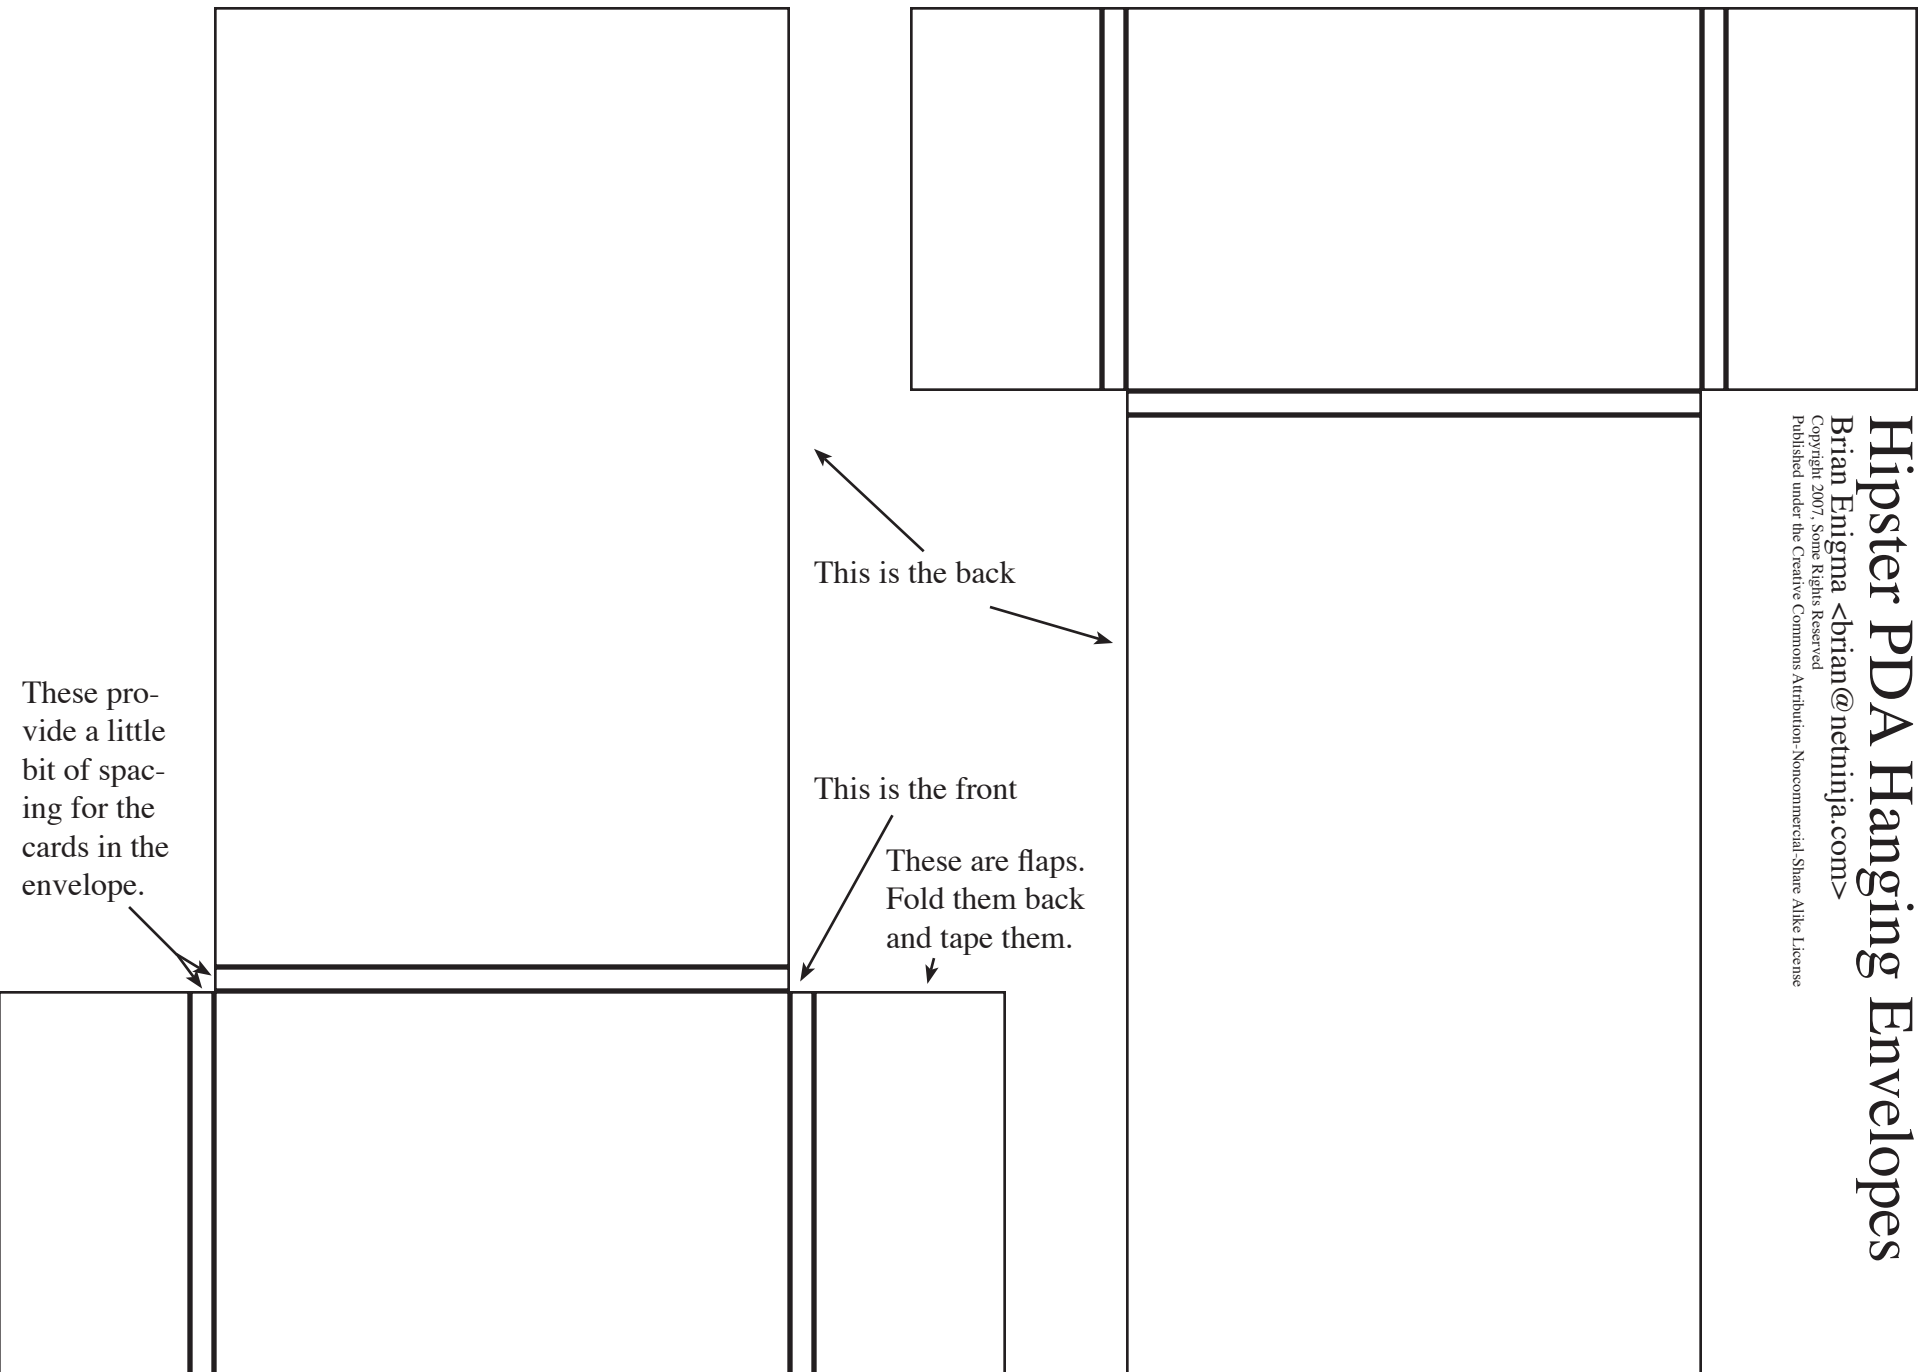 This is the back
These pro-
vide a little
bit of spac-
ing for the
cards in the
envelope.
This is the front
These are flaps.
Fold them back
and tape them.
Hipster PDA Hanging Envelopes
Brian Enigma <brian@netninja.com>
Copyright 2007, Some Rights Reserved
Published under the Creative Commons Attribution-Noncommercial-Share Alike License